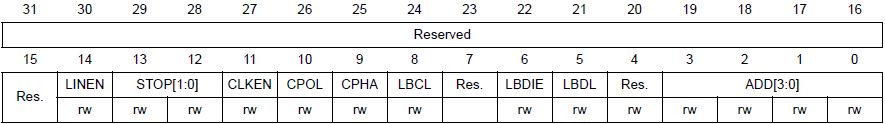 31 30 29 28 27 26 25 24 23 22 21 20 19 18 17 16
Reserved
15 14 13 12 11 10 9 8 7 6 5 4 3 2 1 0
Res. LINEN STOP[1:0] CLKEN CPOL CPHA LBCL Res. LBDIE LBDL Res. ADD[3:0]
rw rw rw rw rw rw rw rw rw rw rw rw rw